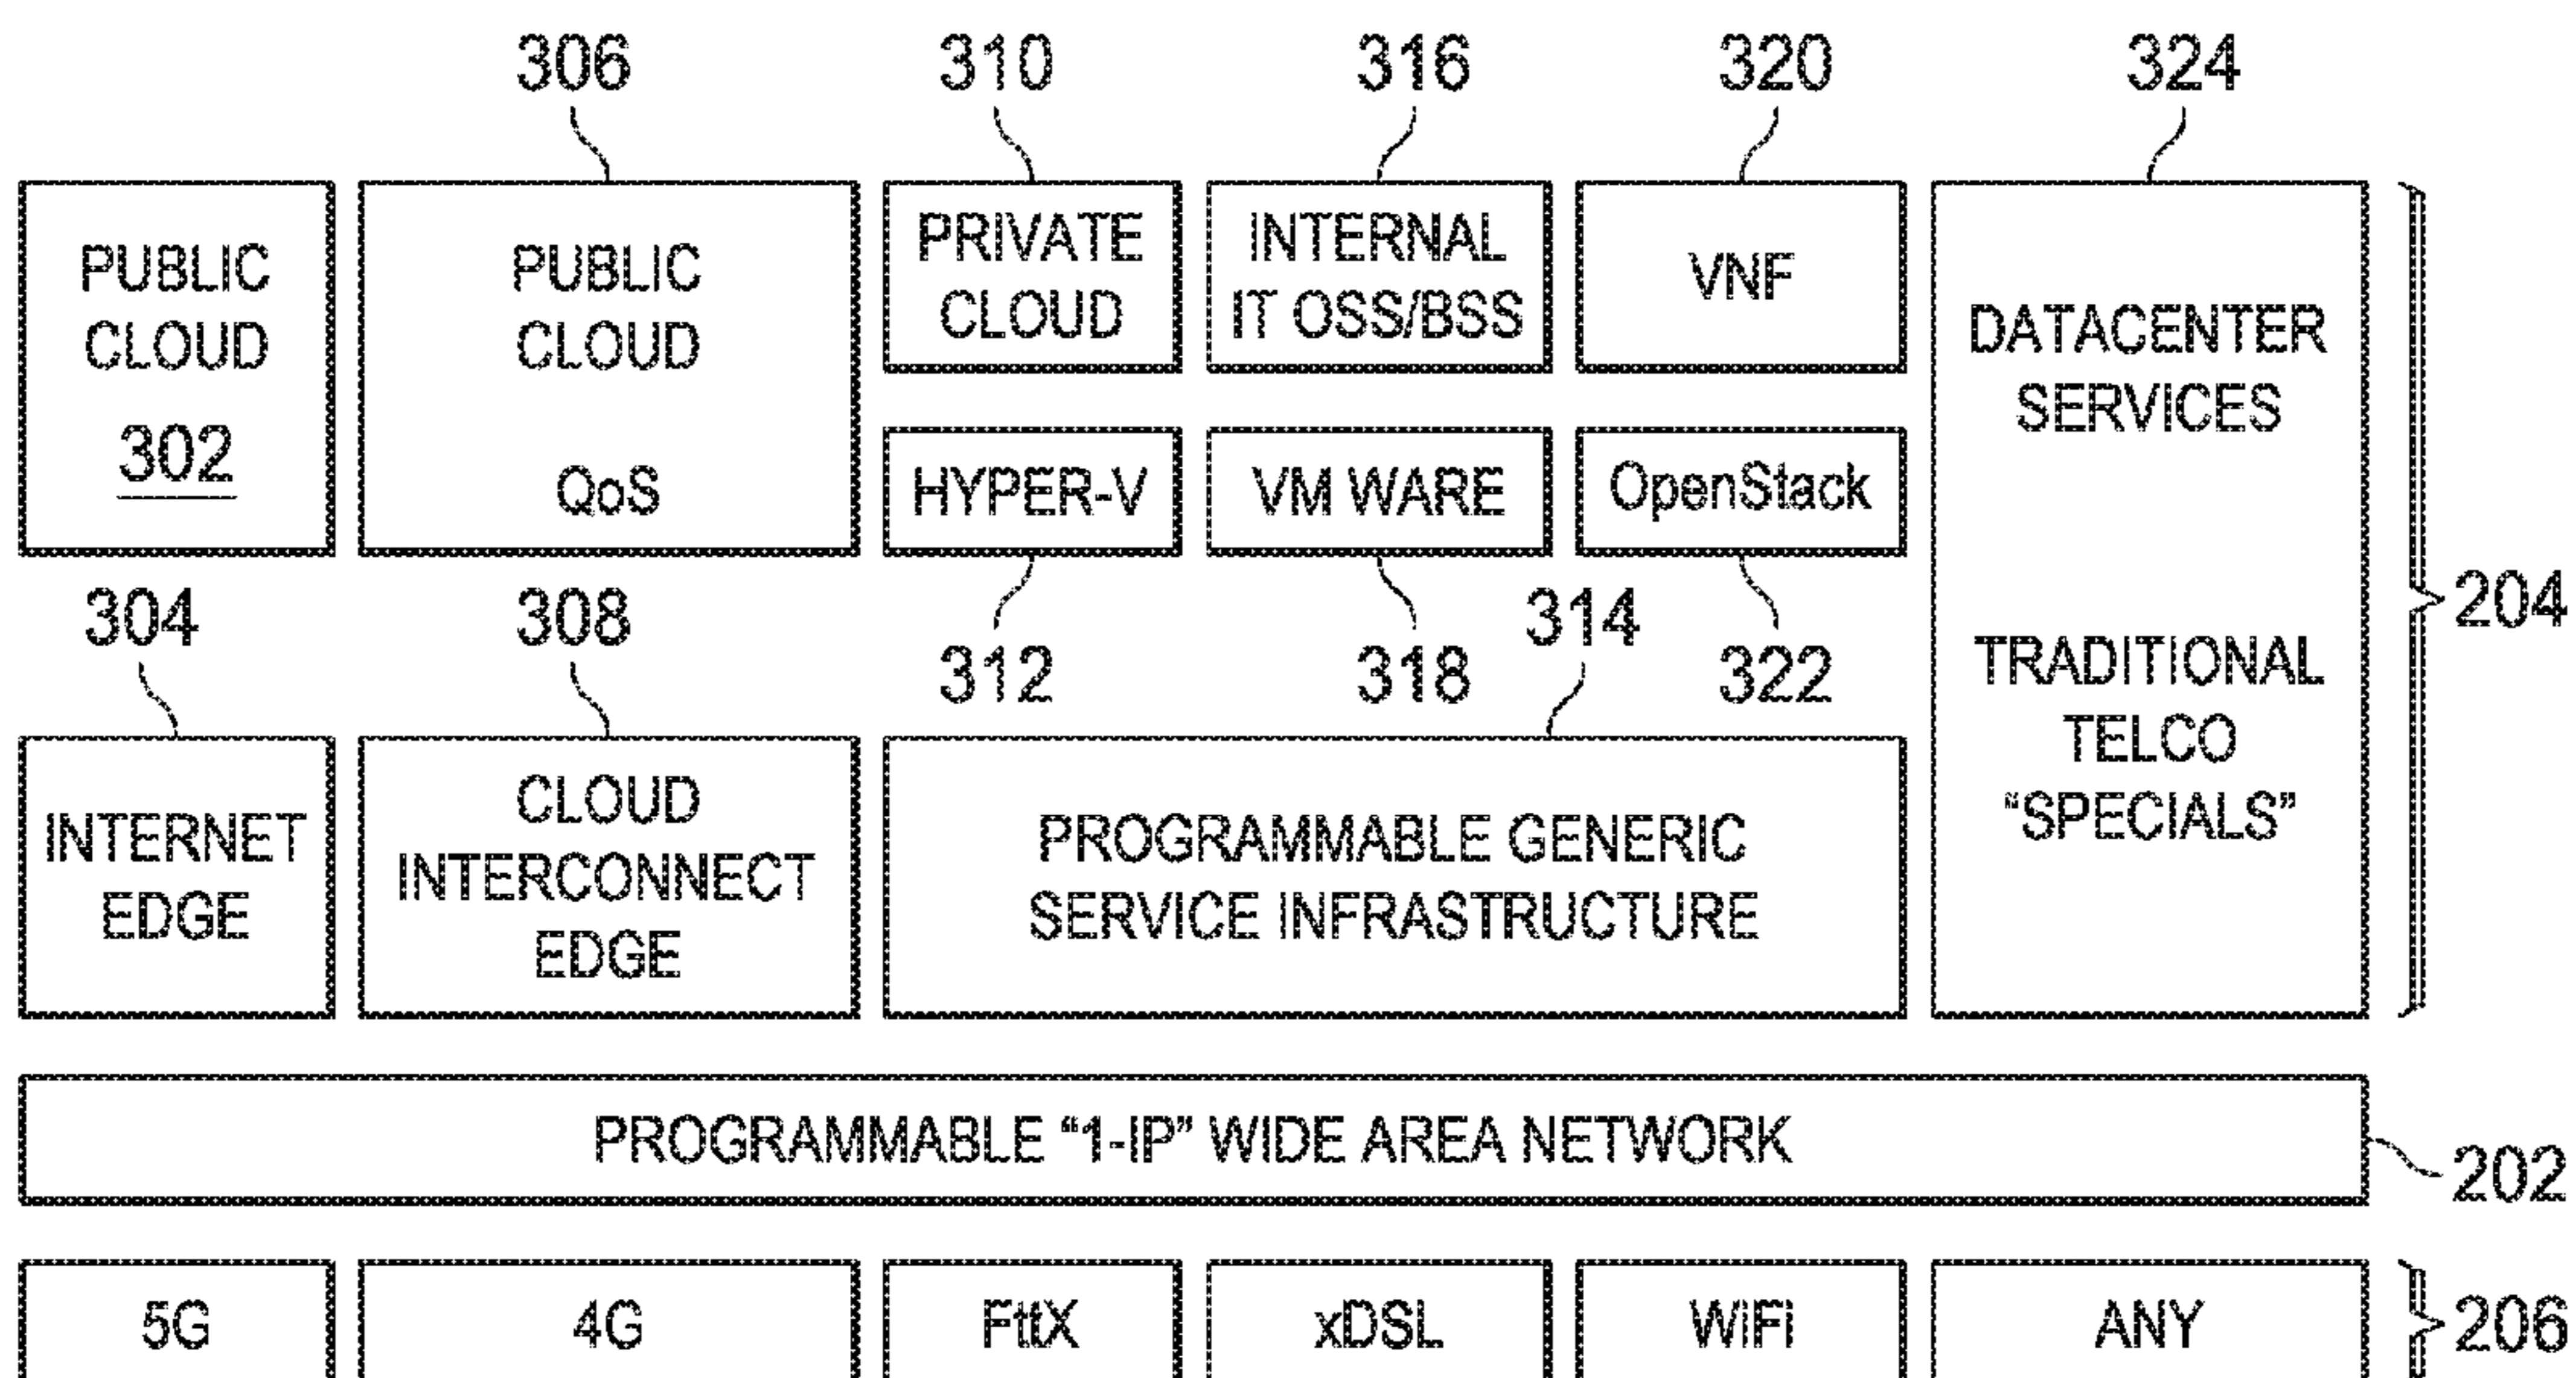 306
310
316
320
324
PUBLIC
CLOUD
302
PUBLIC
CLOUD
QoS
PRIVATE
CLOUD
INTERNAL
IT OSS/BSS
VNF
DATACENTER
SERVICES
TRADITIONAL
TELCO
“SPECIALS”
HYPER-V
VM WARE
OpenStack
204
304
308
312
318
314
322
INTERNET
EDGE
CLOUD
INTERCONNECT
EDGE
PROGRAMMABLE GENERIC
SERVICE INFRASTRUCTURE
PROGRAMMABLE “1-IP” WIDE AREA NETWORK
202
5G
4G
FttX
xDSL
WiFi
ANY
206